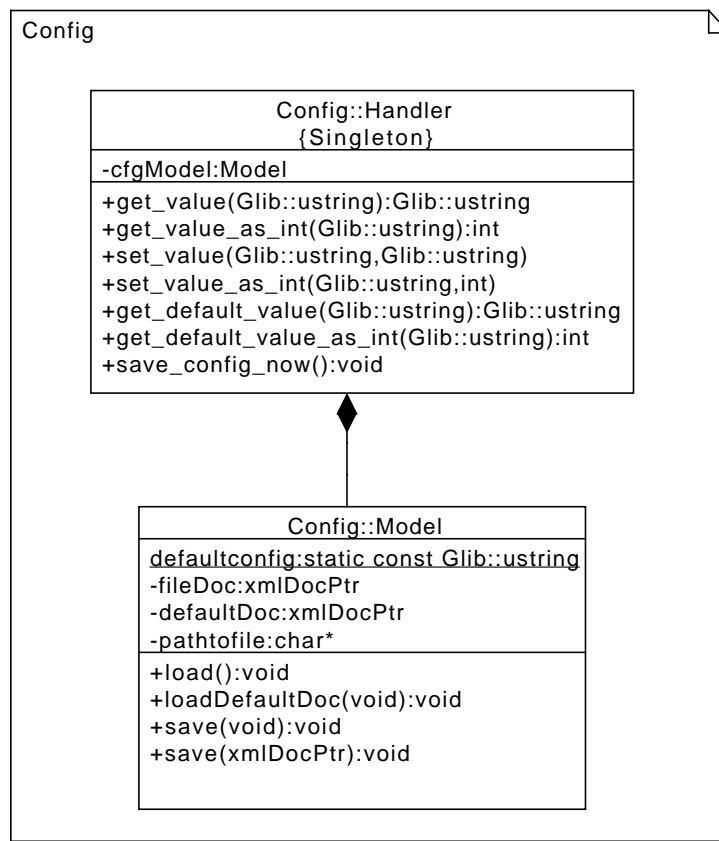 Config
Config::Handler
{Singleton}
-cfgModel:Model
+get_value(Glib::ustring):Glib::ustring
+get_value_as_int(Glib::ustring):int
+set_value(Glib::ustring,Glib::ustring)
+set_value_as_int(Glib::ustring,int)
+get_default_value(Glib::ustring):Glib::ustring
+get_default_value_as_int(Glib::ustring):int
+save_config_now():void
Config::Model
defaultconfig:static const Glib::ustring
-fileDoc:xmlDocPtr
-defaultDoc:xmlDocPtr
-pathtofile:char*
+load():void
+loadDefaultDoc(void):void
+save(void):void
+save(xmlDocPtr):void